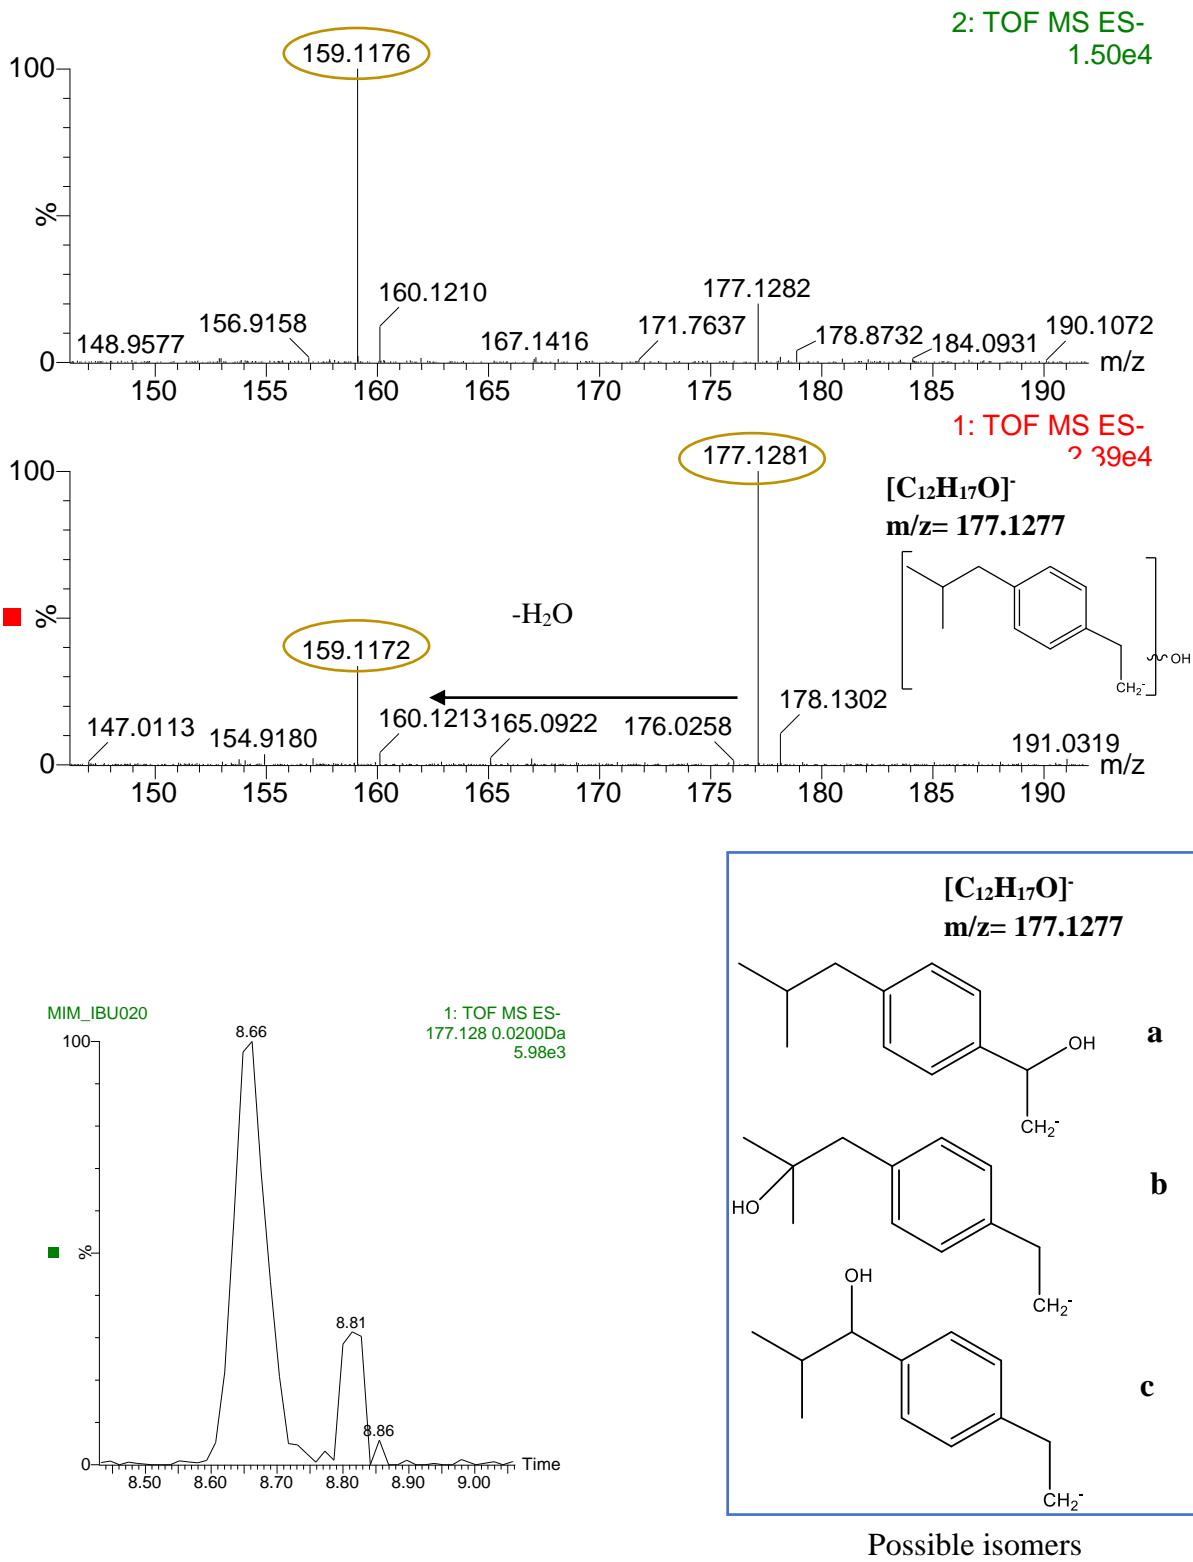 2: TOF MS ES-
1.50e4
159.1176
100
%
0
148.9577
156.9158
160.1210
167.1416
171.7637
177.1282
178.8732
184.0931
190.1072
m/z
150 155 160 165 170 175 180 185 190
1: TOF MS ES-
2.39e4
177.1281
100
[C₁₂H₁₇O]⁻
m/z= 177.1277
%
-H₂O
159.1172
OH
CH₂⁻
147.0113
154.9180
160.1213
165.0922
176.0258
178.1302
191.0319
0
m/z
150 155 160 165 170 175 180 185 190
MIM_IBU020
1: TOF MS ES-
177.128 0.0200Da
5.98e3
100
8.66
%
8.81
8.86
0
Time
8.50 8.60 8.70 8.80 8.90 9.00
[C₁₂H₁₇O]⁻
m/z= 177.1277
OH
a
CH₂⁻
HO
b
CH₂⁻
OH
c
CH₂⁻
Possible isomers